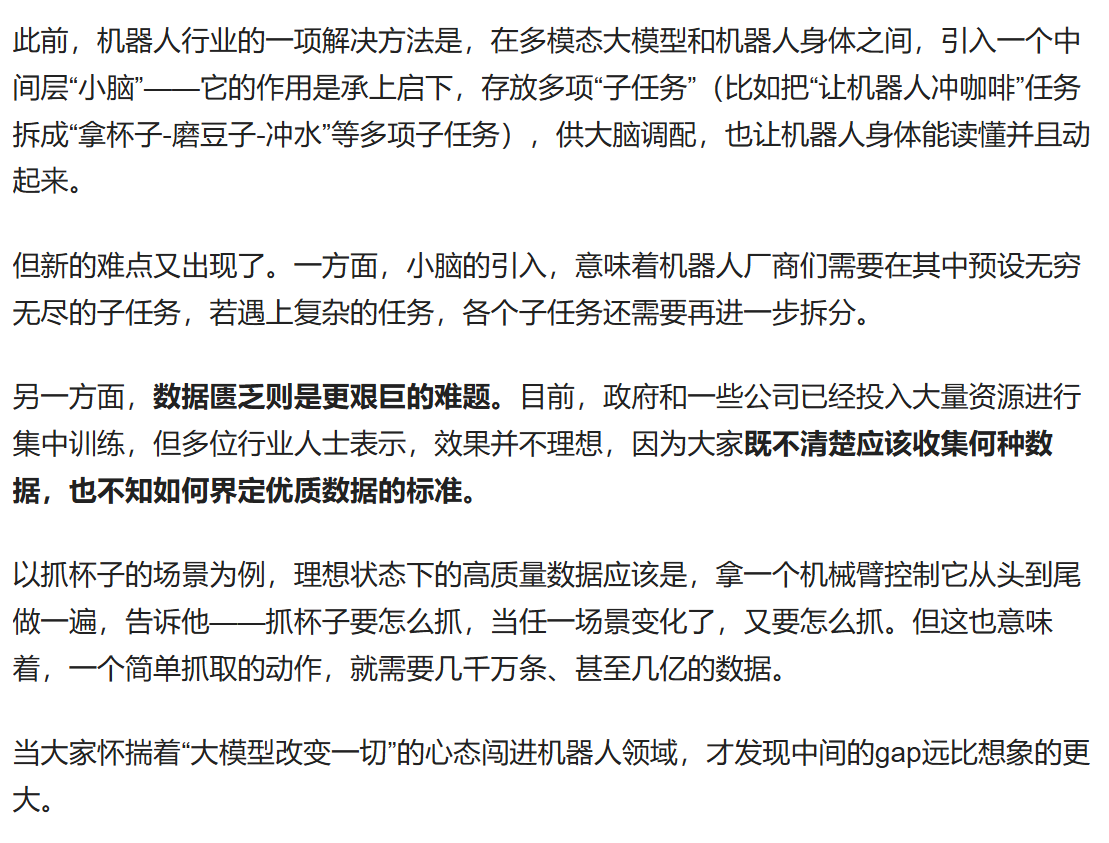 此前，机器人行业的一项解决方法是，在多模态大模型和机器人身体之间，引入一个中
间层“小脑”——它的作用是承上启下，存放多项“子任务”（比如把“让机器人冲咖啡”任务
拆成“拿杯子-磨豆子-冲水”等多项子任务），供大脑调配，也让机器人身体能读懂并且动
起来。
但新的难点又出现了。一方面，小脑的引入，意味着机器人厂商们需要在其中预设无穷
无尽的子任务，若遇上复杂的任务，各个子任务还需要再进一步拆分。
另一方面，数据匮乏则是更艰巨的难题。目前，政府和一些公司已经投入大量资源进行
集中训练，但多位行业人士表示，效果并不理想，因为大家既不清楚应该收集何种数
据，也不知如何界定优质数据的标准。
以抓杯子的场景为例，理想状态下的高质量数据应该是，拿一个机械臂控制它从头到尾
做一遍，告诉他——抓杯子要怎么抓，当任一场景变化了，又要怎么抓。但这也意味
着，一个简单抓取的动作，就需要几千万条、甚至几亿的数据。
当大家怀揣着“大模型改变一切”的心态闯进机器人领域，才发现中间的gap远比想象的更
大。